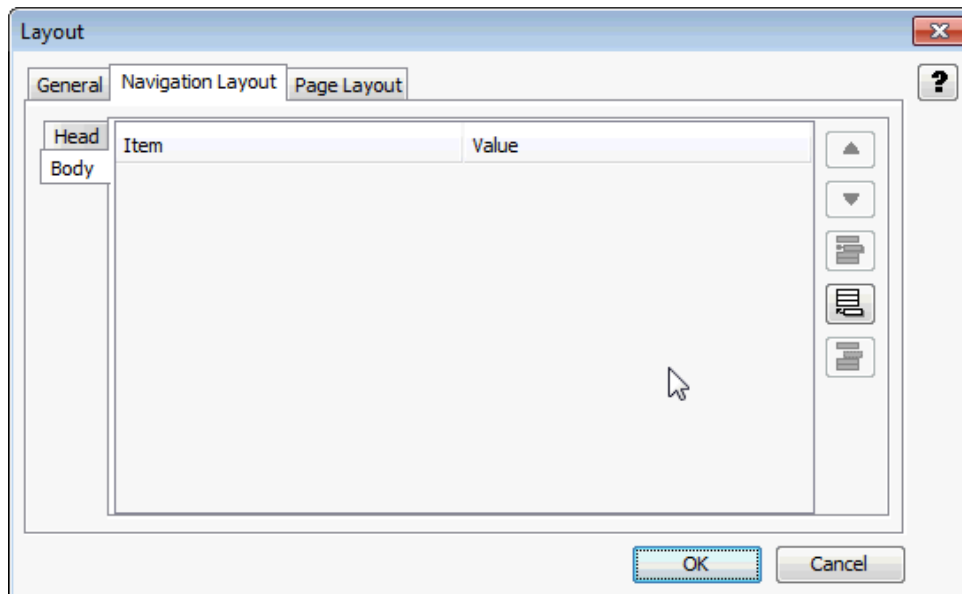 Layout
General Navigation Layout Page Layout ?
Head
Body
Item Value
OK Cancel